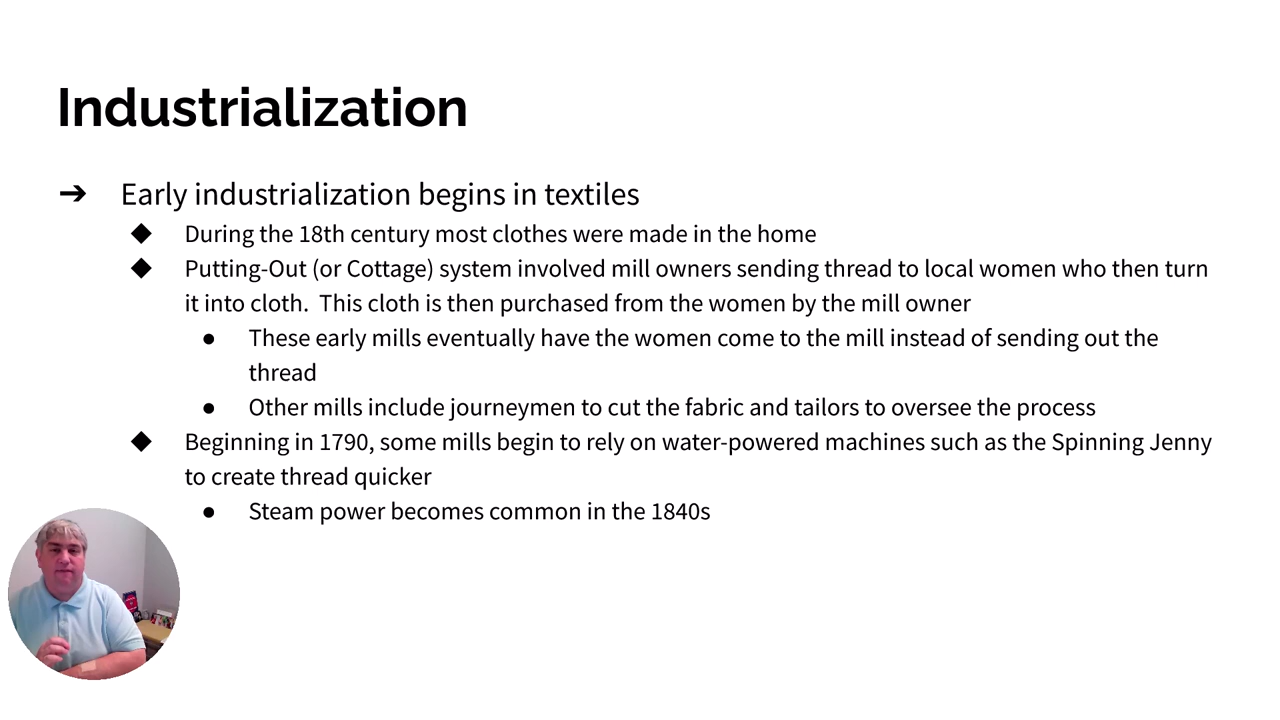 Industrialization
➔ Early industrialization begins in textiles
◆ During the 18th century most clothes were made in the home
◆ Putting-Out (or Cottage) system involved mill owners sending thread to local women who then turn
it into cloth.  This cloth is then purchased from the women by the mill owner
● These early mills eventually have the women come to the mill instead of sending out the
thread
● Other mills include journeymen to cut the fabric and tailors to oversee the process
◆ Beginning in 1790, some mills begin to rely on water-powered machines such as the Spinning Jenny
to create thread quicker
● Steam power becomes common in the 1840s